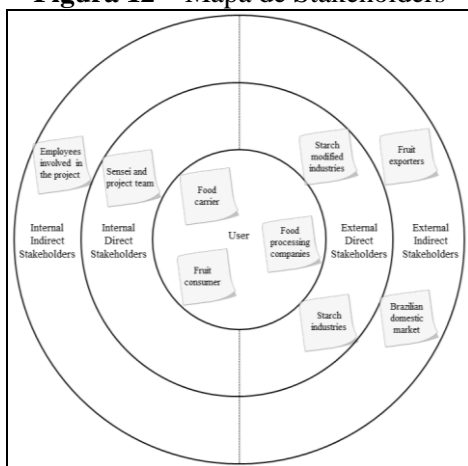 Figura 12 – Mapa de Stakeholders
Employees
involved in
the project
Sensei and
project team
Internal
Indirect
Stakeholders
Internal
Direct
Stakeholders
Food
carrier
User
Food
processing
companies
Fruit
consumer
Starch
modified
industries
Fruit
exporters
External
Direct
Stakeholders
External
Indirect
Stakeholders
Starch
industries
Brazilian
domestic
market